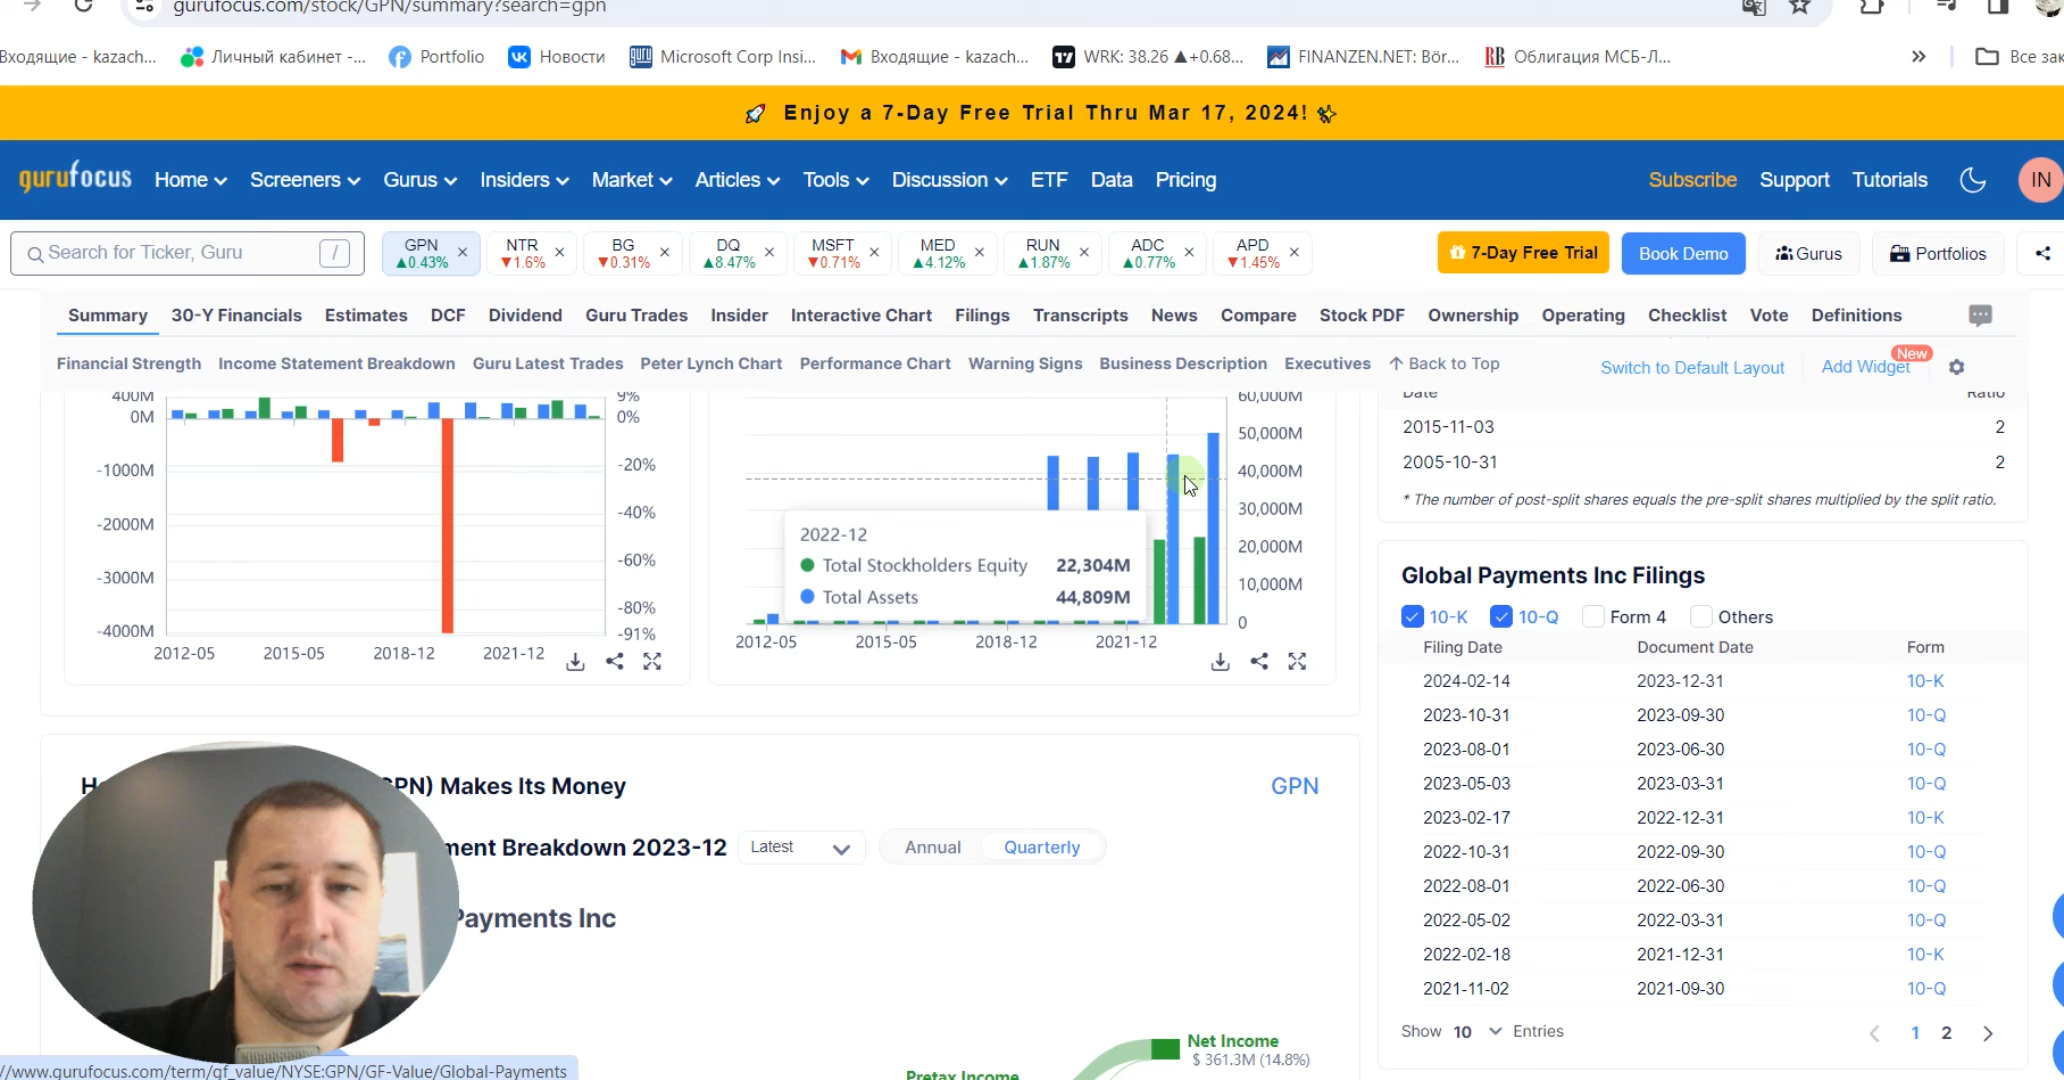 gurufocus.com/stock/GPN/summary?search=gpn
Входящие - kazach...
Личный кабинет -...
Portfolio
Новости
Microsoft Corp Insi...
Входящие - kazach...
WRK: 38.26 ▲+0.68...
FINANZEN.NET: Bör...
Облигация МСБ-Л...
»
Все зак
Enjoy a 7-Day Free Trial Thru Mar 17, 2024!
gurufocus
Home
Screeners
Gurus
Insiders
Market
Articles
Tools
Discussion
ETF
Data
Pricing
Subscribe
Support
Tutorials
IN
Search for Ticker, Guru
/
GPN
▲0.43%
NTR
▼1.6%
BG
▼0.31%
DQ
▲8.47%
MSFT
▼0.71%
MED
▲4.12%
RUN
▲1.87%
ADC
▲0.77%
APD
▼1.45%
7-Day Free Trial
Book Demo
Gurus
Portfolios
Summary
30-Y Financials
Estimates
DCF
Dividend
Guru Trades
Insider
Interactive Chart
Filings
Transcripts
News
Compare
Stock PDF
Ownership
Operating
Checklist
Vote
Definitions
Financial Strength
Income Statement Breakdown
Guru Latest Trades
Peter Lynch Chart
Performance Chart
Warning Signs
Business Description
Executives
Back to Top
Switch to Default Layout
Add Widget
New
400M
0M
-1000M
-2000M
-3000M
-4000M
9%
0%
-20%
-40%
-60%
-80%
-91%
2012-05
2015-05
2018-12
2021-12
60,000M
50,000M
40,000M
30,000M
20,000M
10,000M
0
2022-12
Total Stockholders Equity 22,304M
Total Assets 44,809M
2012-05
2015-05
2018-12
2021-12
Date Ratio
2015-11-03 2
2005-10-31 2
* The number of post-split shares equals the pre-split shares multiplied by the split ratio.
Global Payments Inc Filings
10-K
10-Q
Form 4
Others
Filing Date Document Date Form
2024-02-14 2023-12-31 10-K
2023-10-31 2023-09-30 10-Q
2023-08-01 2023-06-30 10-Q
2023-05-03 2023-03-31 10-Q
2023-02-17 2022-12-31 10-K
2022-10-31 2022-09-30 10-Q
2022-08-01 2022-06-30 10-Q
2022-05-02 2022-03-31 10-Q
2022-02-18 2021-12-31 10-K
2021-11-02 2021-09-30 10-Q
Show 10 Entries
1 2
PN) Makes Its Money
GPN
ment Breakdown 2023-12
Latest
Annual
Quarterly
Payments Inc
Net Income
$ 361.3M (14.8%)
Pretax Income
//www.gurufocus.com/term/gf_value/NYSE:GPN/GF-Value/Global-Payments